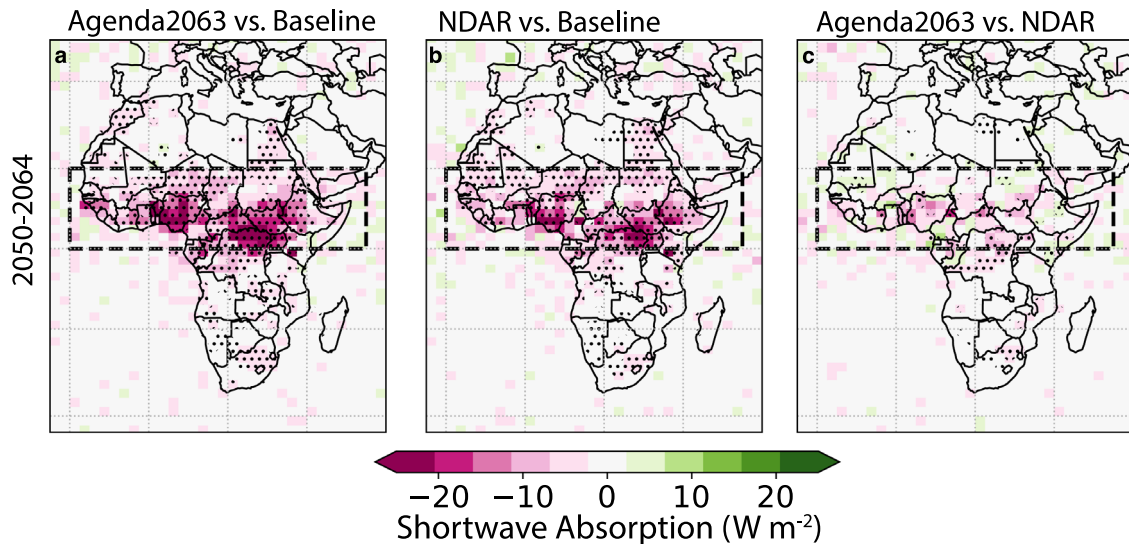 Agenda2063 vs. Baseline
NDAR vs. Baseline
Agenda2063 vs. NDAR
a
b
c
2050-2064
−20 −10 0 10 20
Shortwave Absorption (W m⁻²)